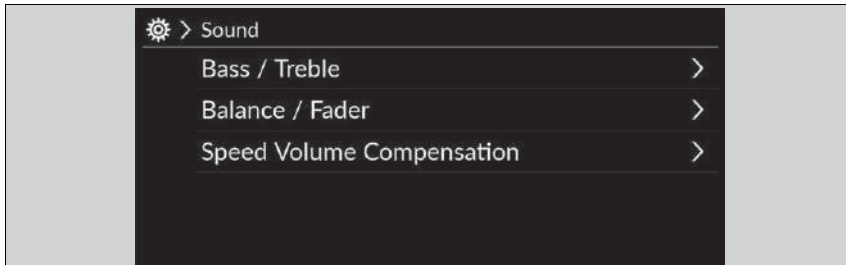 Sound
Bass / Treble
Balance / Fader
Speed Volume Compensation